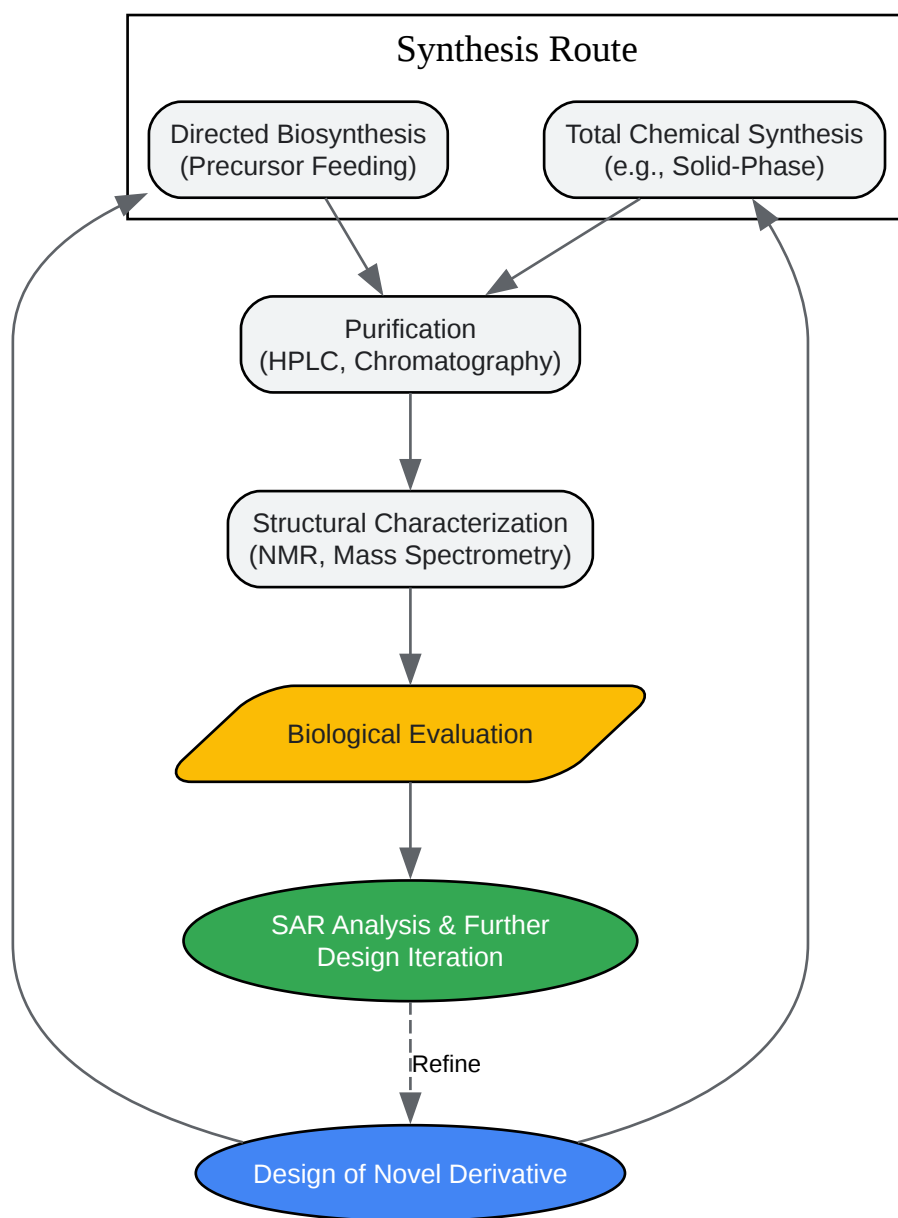 Synthesis Route
Directed Biosynthesis
(Precursor Feeding)
Total Chemical Synthesis
(e.g., Solid-Phase)
Purification
(HPLC, Chromatography)
Structural Characterization
(NMR, Mass Spectrometry)
Biological Evaluation
SAR Analysis & Further
Design Iteration
Refine
Design of Novel Derivative